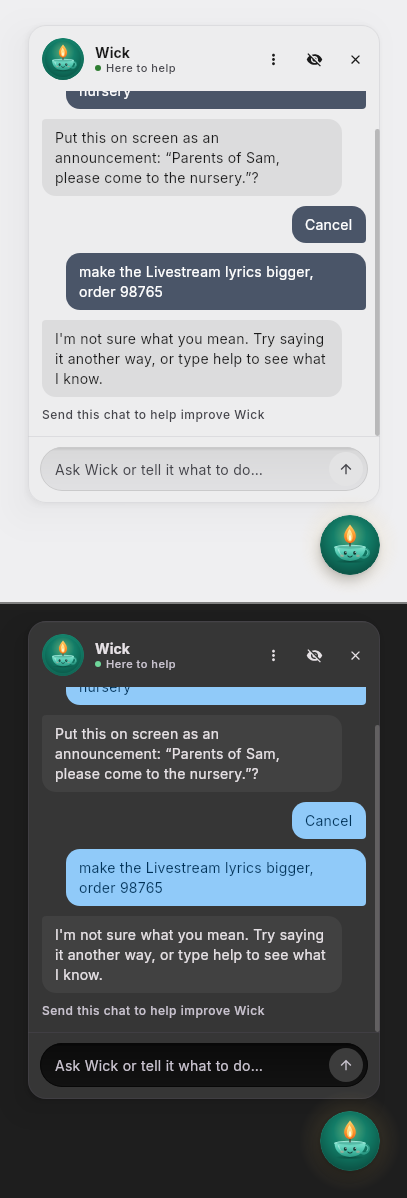 Wick
Here to help
nursery
Put this on screen as an
announcement: “Parents of Sam,
please come to the nursery.”?
Cancel
make the Livestream lyrics bigger,
order 98765
I'm not sure what you mean. Try saying
it another way, or type help to see what
I know.
Send this chat to help improve Wick
Ask Wick or tell it what to do...
Wick
Here to help
nursery
Put this on screen as an
announcement: “Parents of Sam,
please come to the nursery.”?
Cancel
make the Livestream lyrics bigger,
order 98765
I'm not sure what you mean. Try saying
it another way, or type help to see what
I know.
Send this chat to help improve Wick
Ask Wick or tell it what to do...